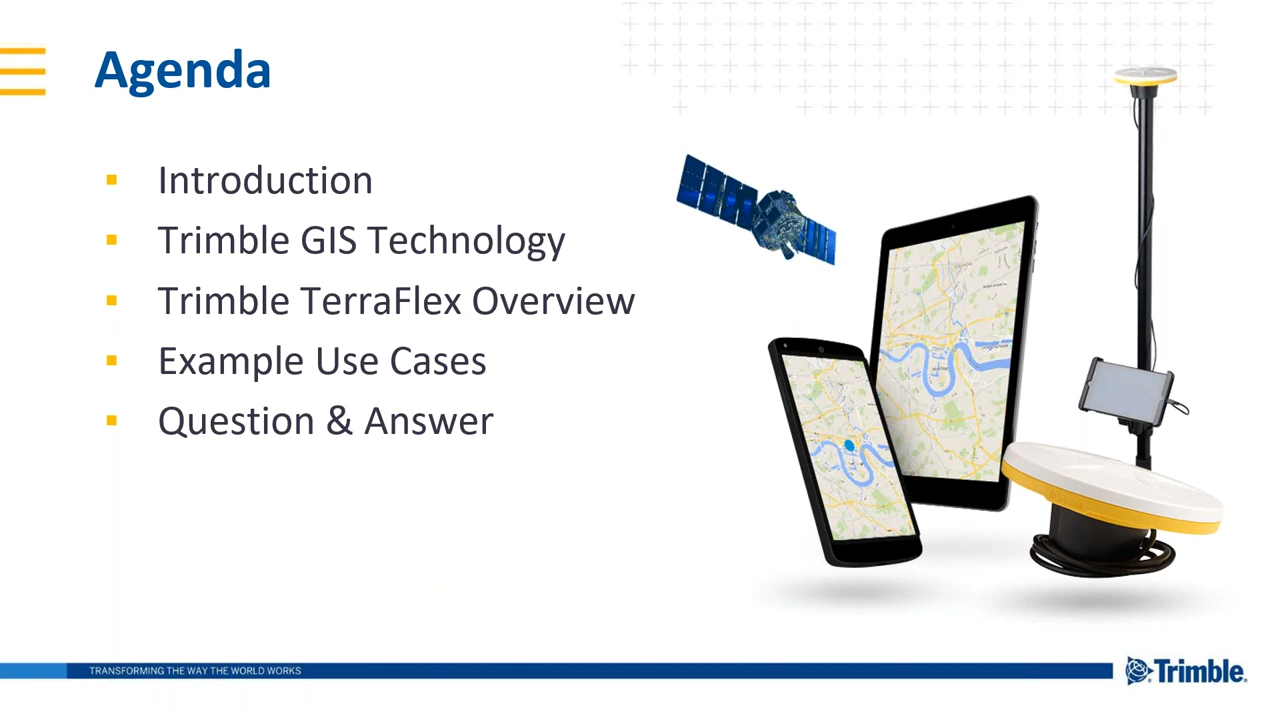 Agenda
▪ Introduction
▪ Trimble GIS Technology
▪ Trimble TerraFlex Overview
▪ Example Use Cases
▪ Question & Answer
TRANSFORMING THE WAY THE WORLD WORKS
Trimble.